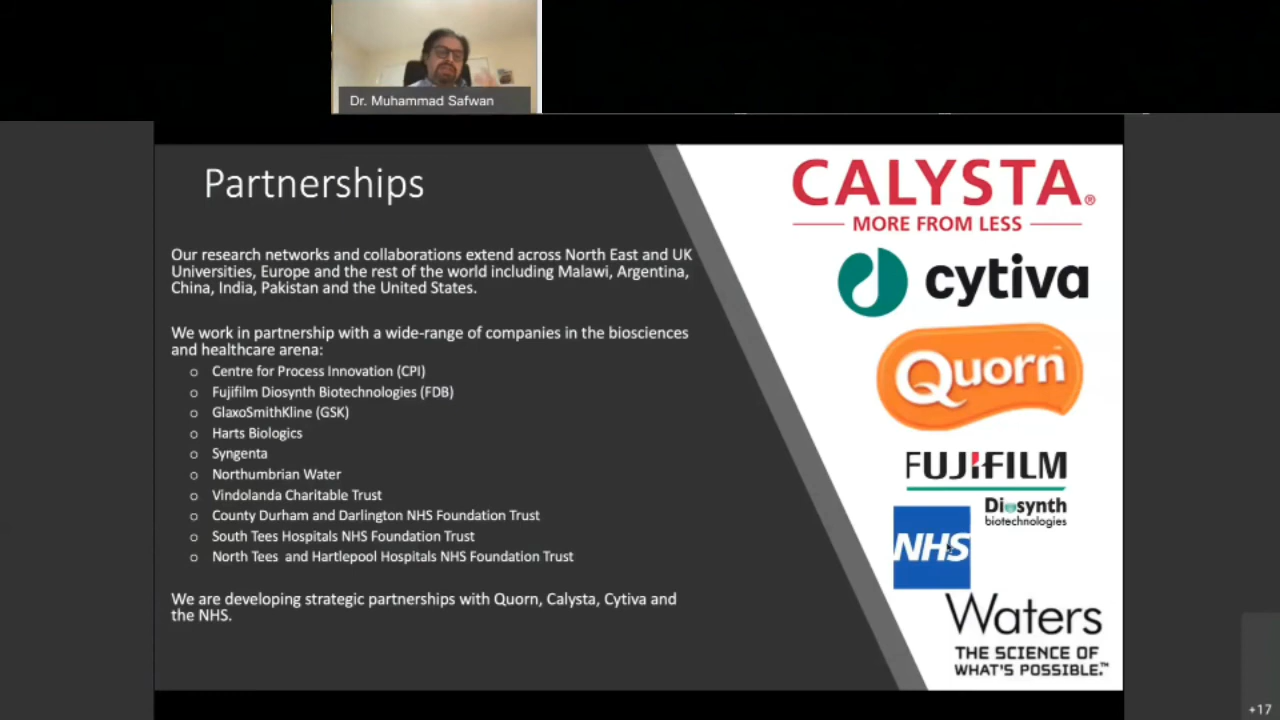 Dr. Muhammad Safwan
Partnerships
Our research networks and collaborations extend across North East and UK
Universities, Europe and the rest of the world including Malawi, Argentina,
China, India, Pakistan and the United States.
We work in partnership with a wide-range of companies in the biosciences
and healthcare arena:
o Centre for Process Innovation (CPI)
o Fujifilm Diosynth Biotechnologies (FDB)
o GlaxoSmithKline (GSK)
o Harts Biologics
o Syngenta
o Northumbrian Water
o Vindolanda Charitable Trust
o County Durham and Darlington NHS Foundation Trust
o South Tees Hospitals NHS Foundation Trust
o North Tees and Hartlepool Hospitals NHS Foundation Trust
We are developing strategic partnerships with Quorn, Calysta, Cytiva and
the NHS.
CALYSTA®
MORE FROM LESS
cytiva
Quorn™
FUJIFILM
Diosynth
biotechnologies
NHS
Waters
THE SCIENCE OF
WHAT'S POSSIBLE.™
+17